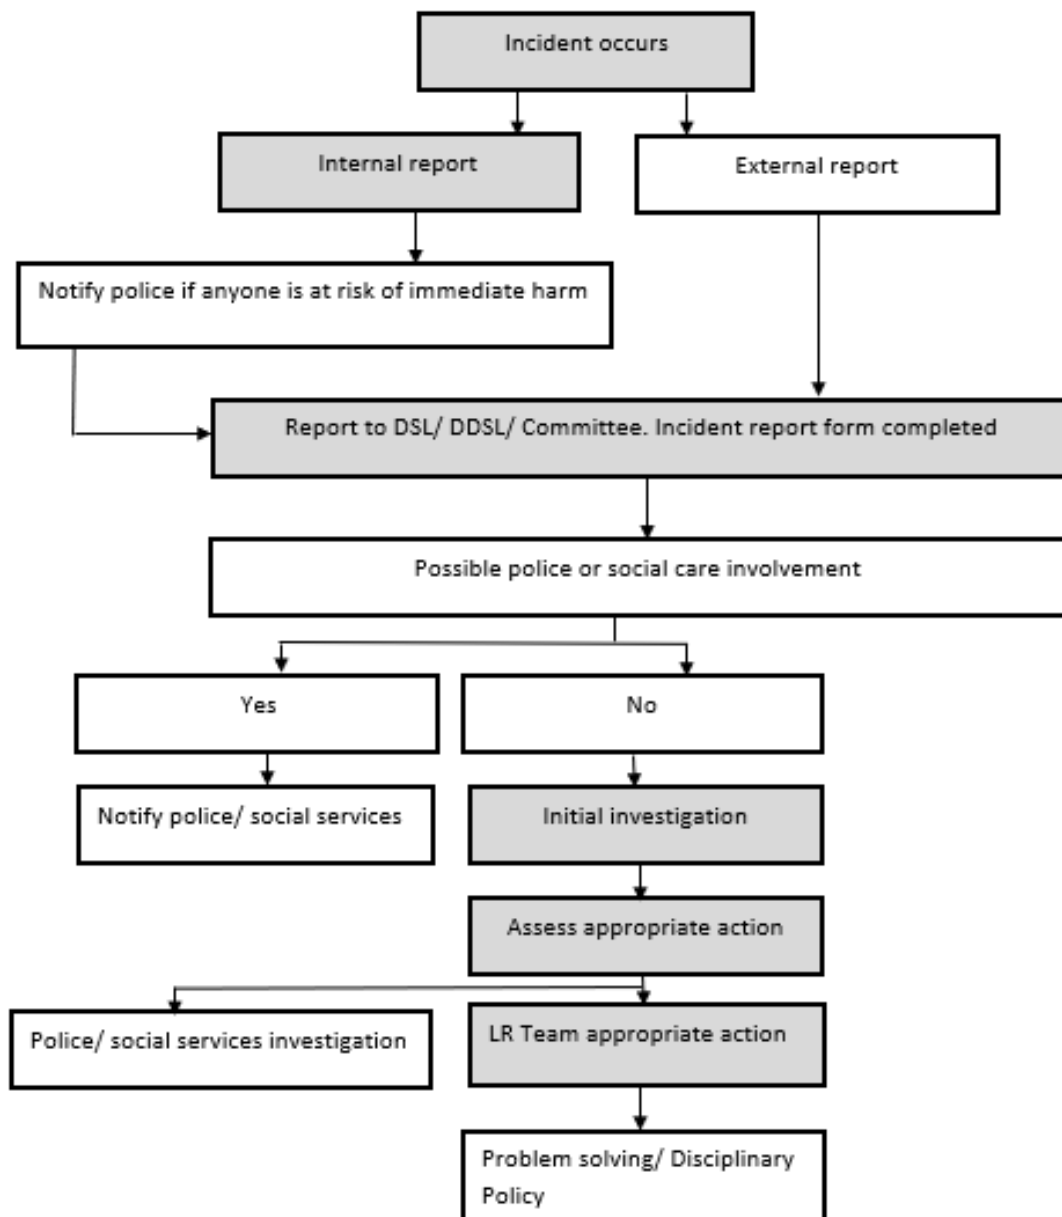 Incident occurs
Internal report
External report
Notify police if anyone is at risk of immediate harm
Report to DSL/ DDSL/ Committee. Incident report form completed
Possible police or social care involvement
Yes
No
Notify police/ social services
Initial investigation
Assess appropriate action
Police/ social services investigation
LR Team appropriate action
Problem solving/ Disciplinary
Policy